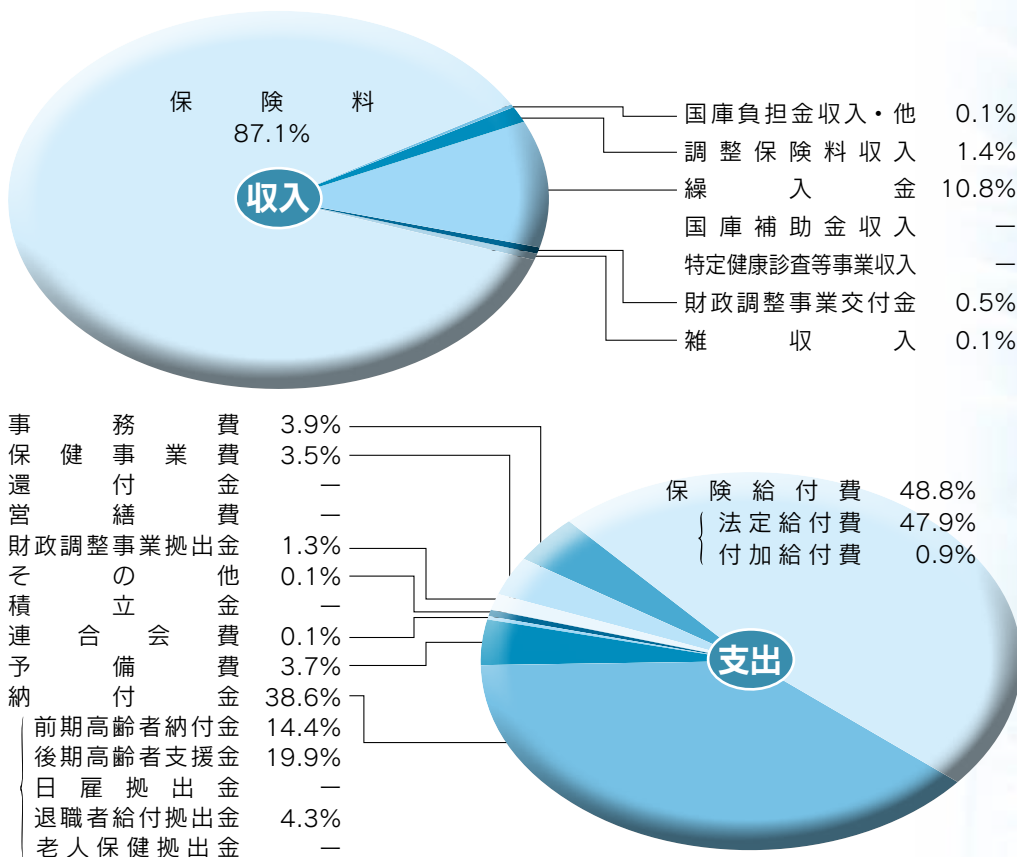 保険料
87.1%
収入
国庫負担金収入・他 0.1%
調整保険料収入 1.4%
繰入金 10.8%
国庫補助金収入 －
特定健康診査等事業収入 －
財政調整事業交付金 0.5%
雑収入 0.1%
事務費 3.9%
保健事業費 3.5%
還付金 －
営繕費 －
財政調整事業拠出金 1.3%
その他 0.1%
積立金 －
連合会費 0.1%
予備費 3.7%
納付金 38.6%
前期高齢者納付金 14.4%
後期高齢者支援金 19.9%
日雇拠出金 －
退職者給付拠出金 4.3%
老人保健拠出金 －
保険給付費 48.8%
法定給付費 47.9%
付加給付費 0.9%
支出